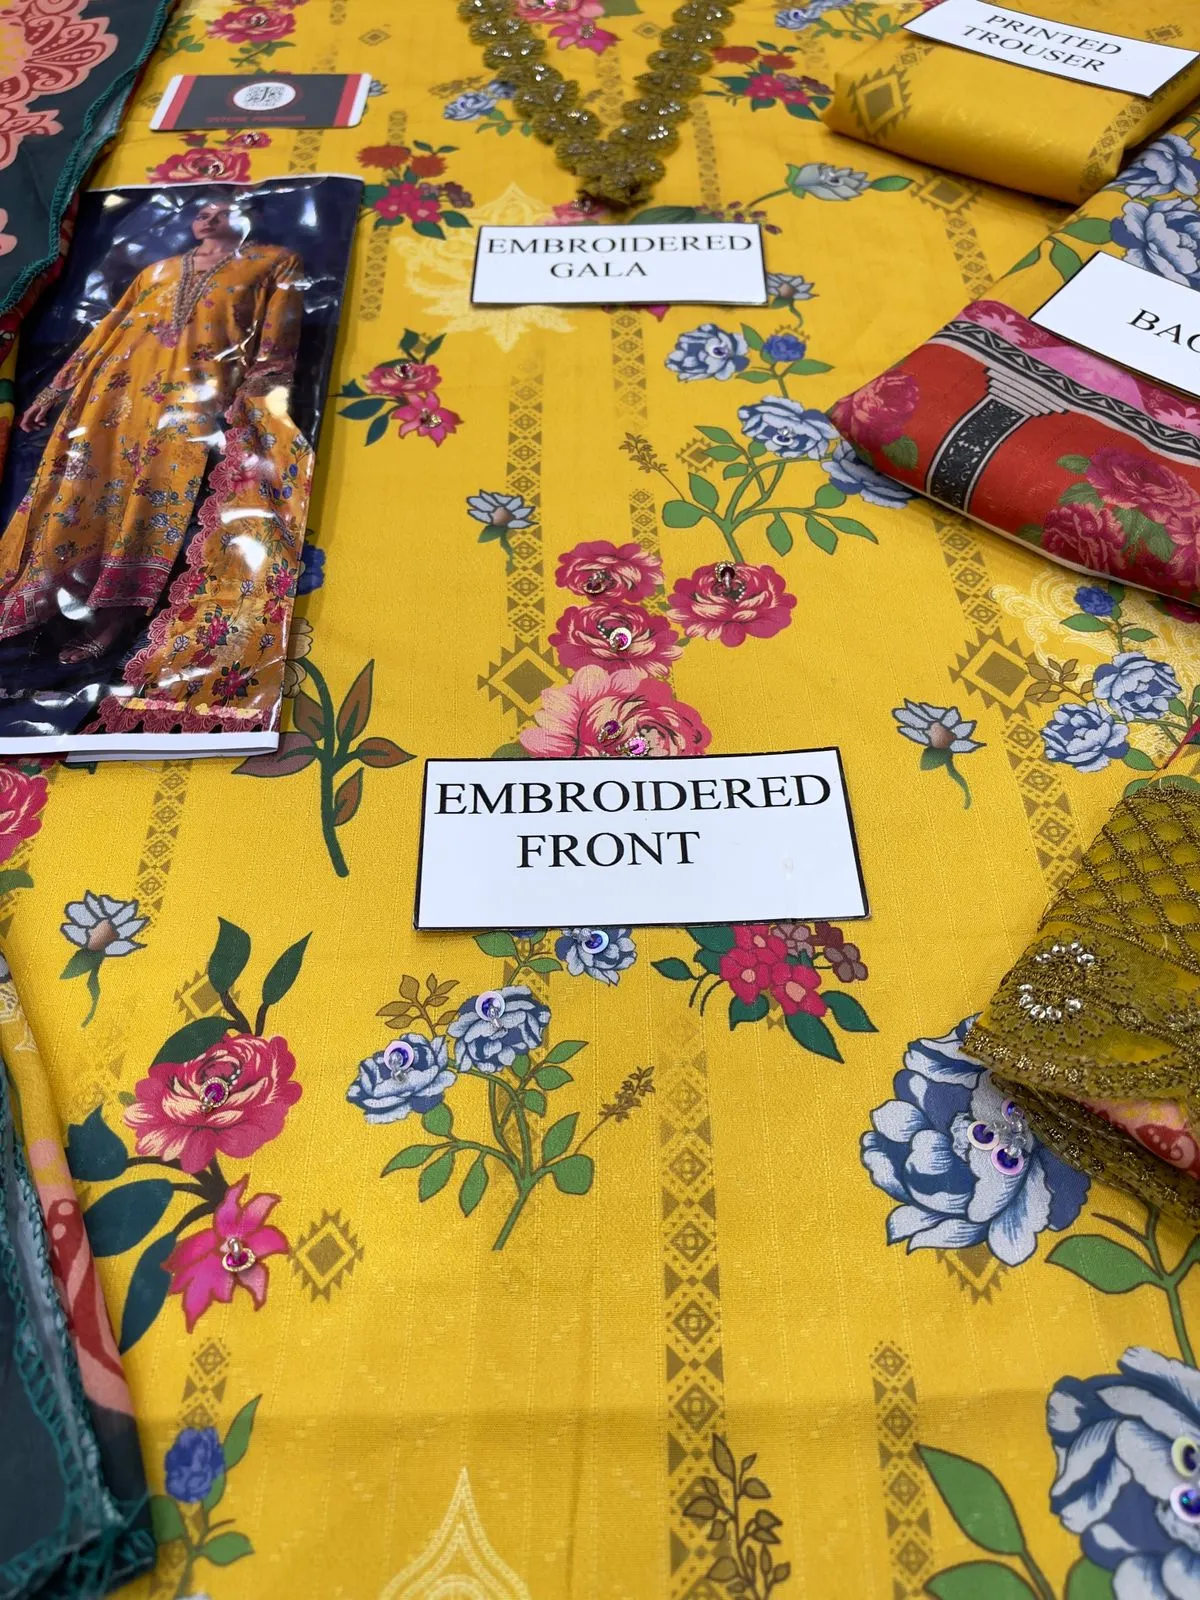 PRINTED
TROUSER
EMBROIDERED
GALA
BAC
EMBROIDERED
FRONT